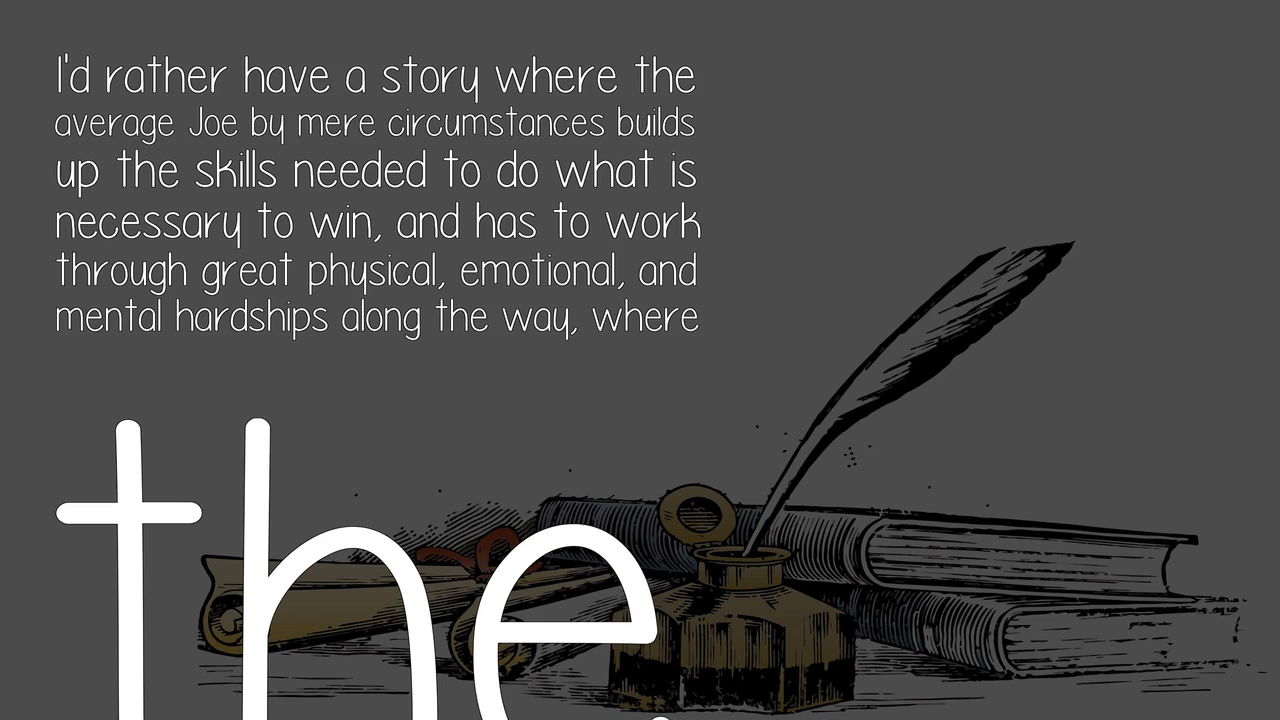 I'd rather have a story where the
average Joe by mere circumstances builds
up the skills needed to do what is
necessary to win, and has to work
through great physical, emotional, and
mental hardships along the way, where
the